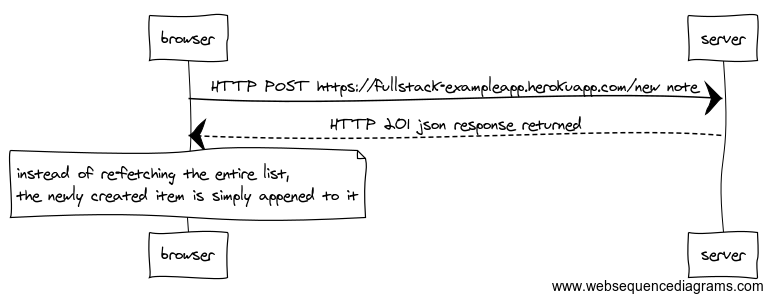 browser
server
HTTP POST https://fullstack-exampleapp.herokuapp.com/new note
HTTP 201 json response returned
instead of refetching the entire list,
the newly created item is simply appened to it
browser
server
www.websequencediagrams.com